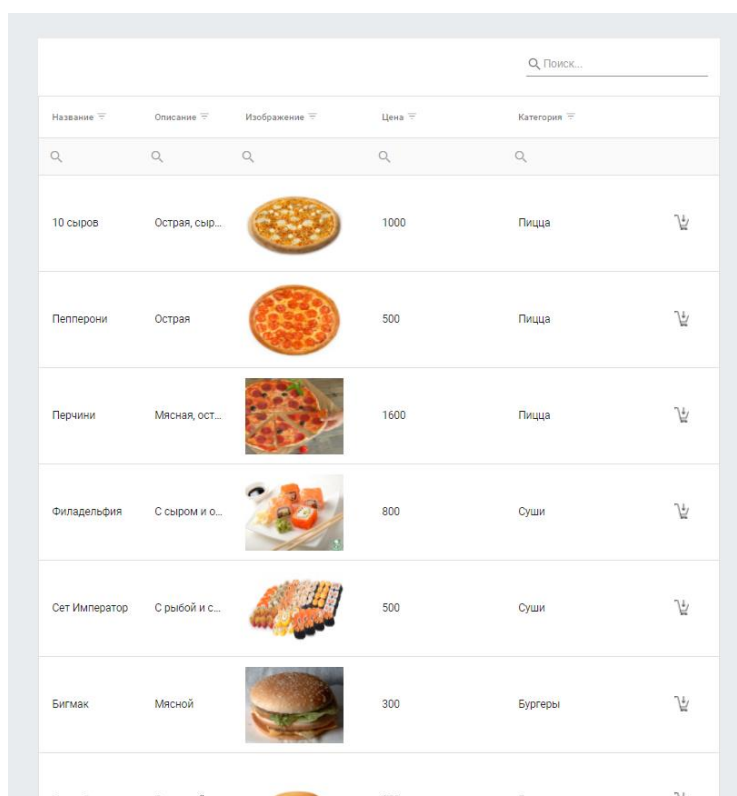 Поиск...
Название Описание Изображение Цена Категория
10 сыров Острая, сыр... 1000 Пицца
Пепперони Острая 500 Пицца
Перчини Мясная, ост... 1600 Пицца
Филадельфия С сыром и о... 800 Суши
Сет Император С рыбой и с... 500 Суши
Бигмак Мясной 300 Бургеры